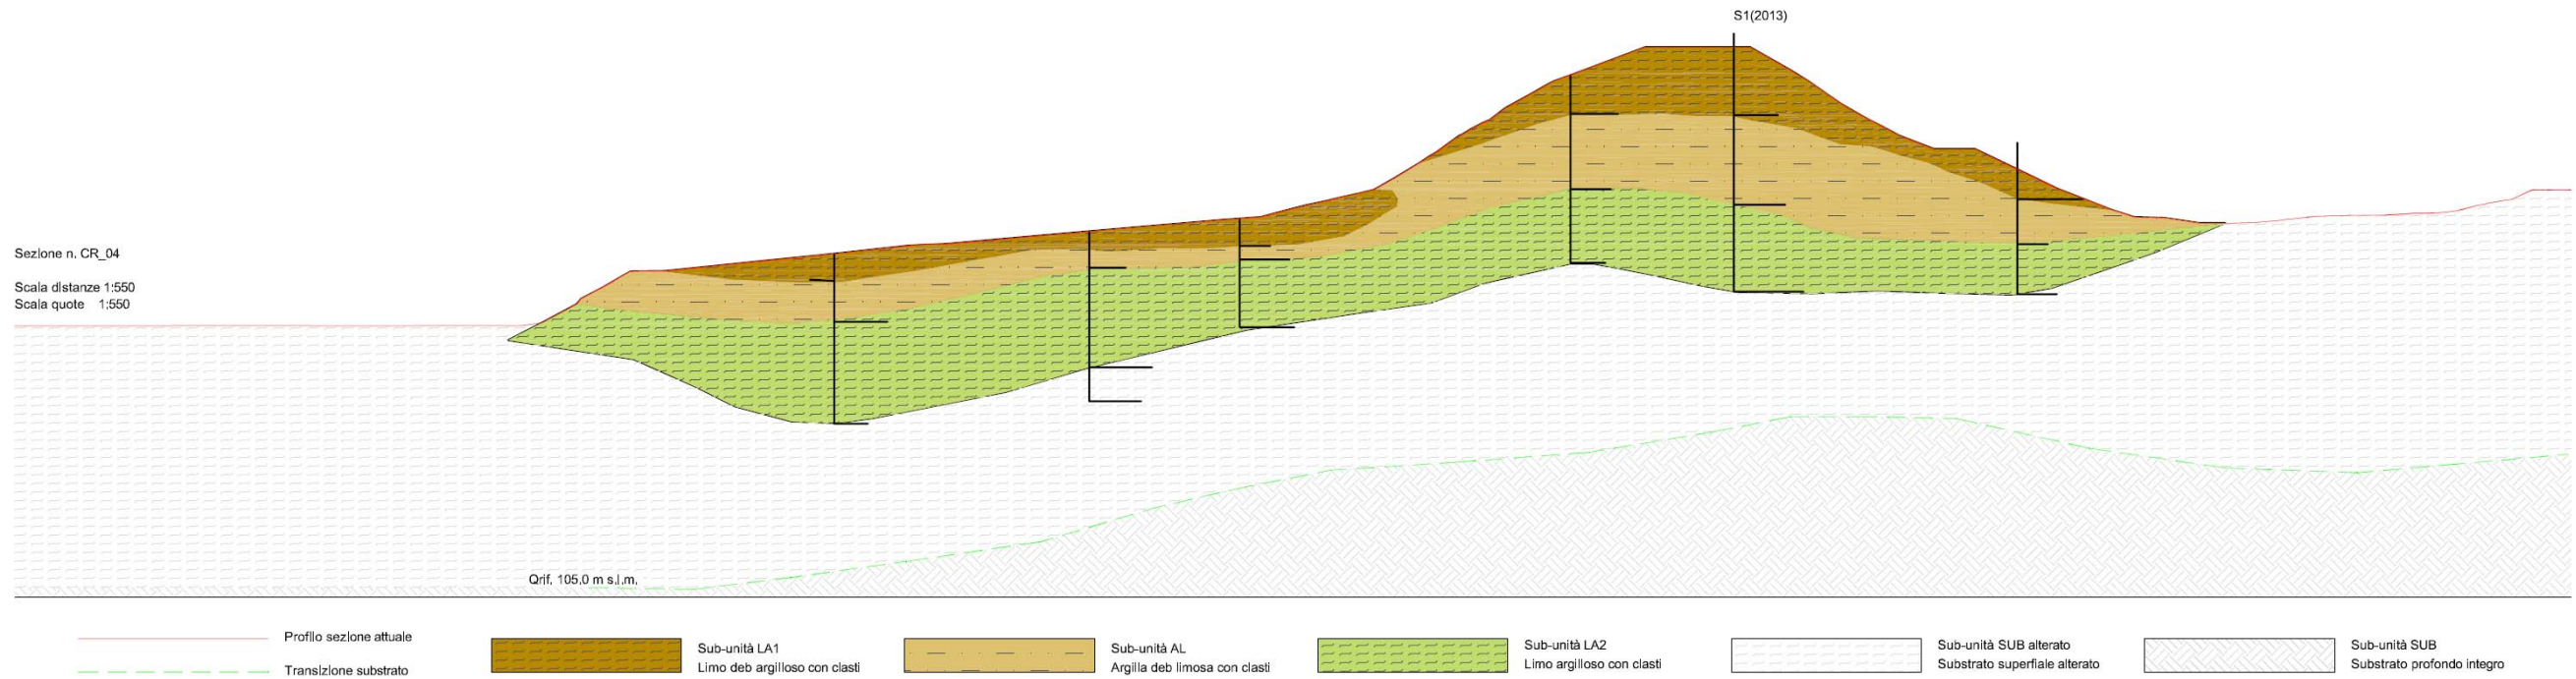 S1(2013)
Sezione n. CR_04
Scala distanze 1:550
Scala quote 1:550
Qrif. 105,0 m s.l.m.
Profilo sezione attuale
Transizione substrato
Sub-unità LA1
Limo deb argilloso con clasti
Sub-unità AL
Argilla deb limosa con clasti
Sub-unità LA2
Limo argilloso con clasti
Sub-unità SUB alterato
Substrato superfiale alterato
Sub-unità SUB
Substrato profondo integro